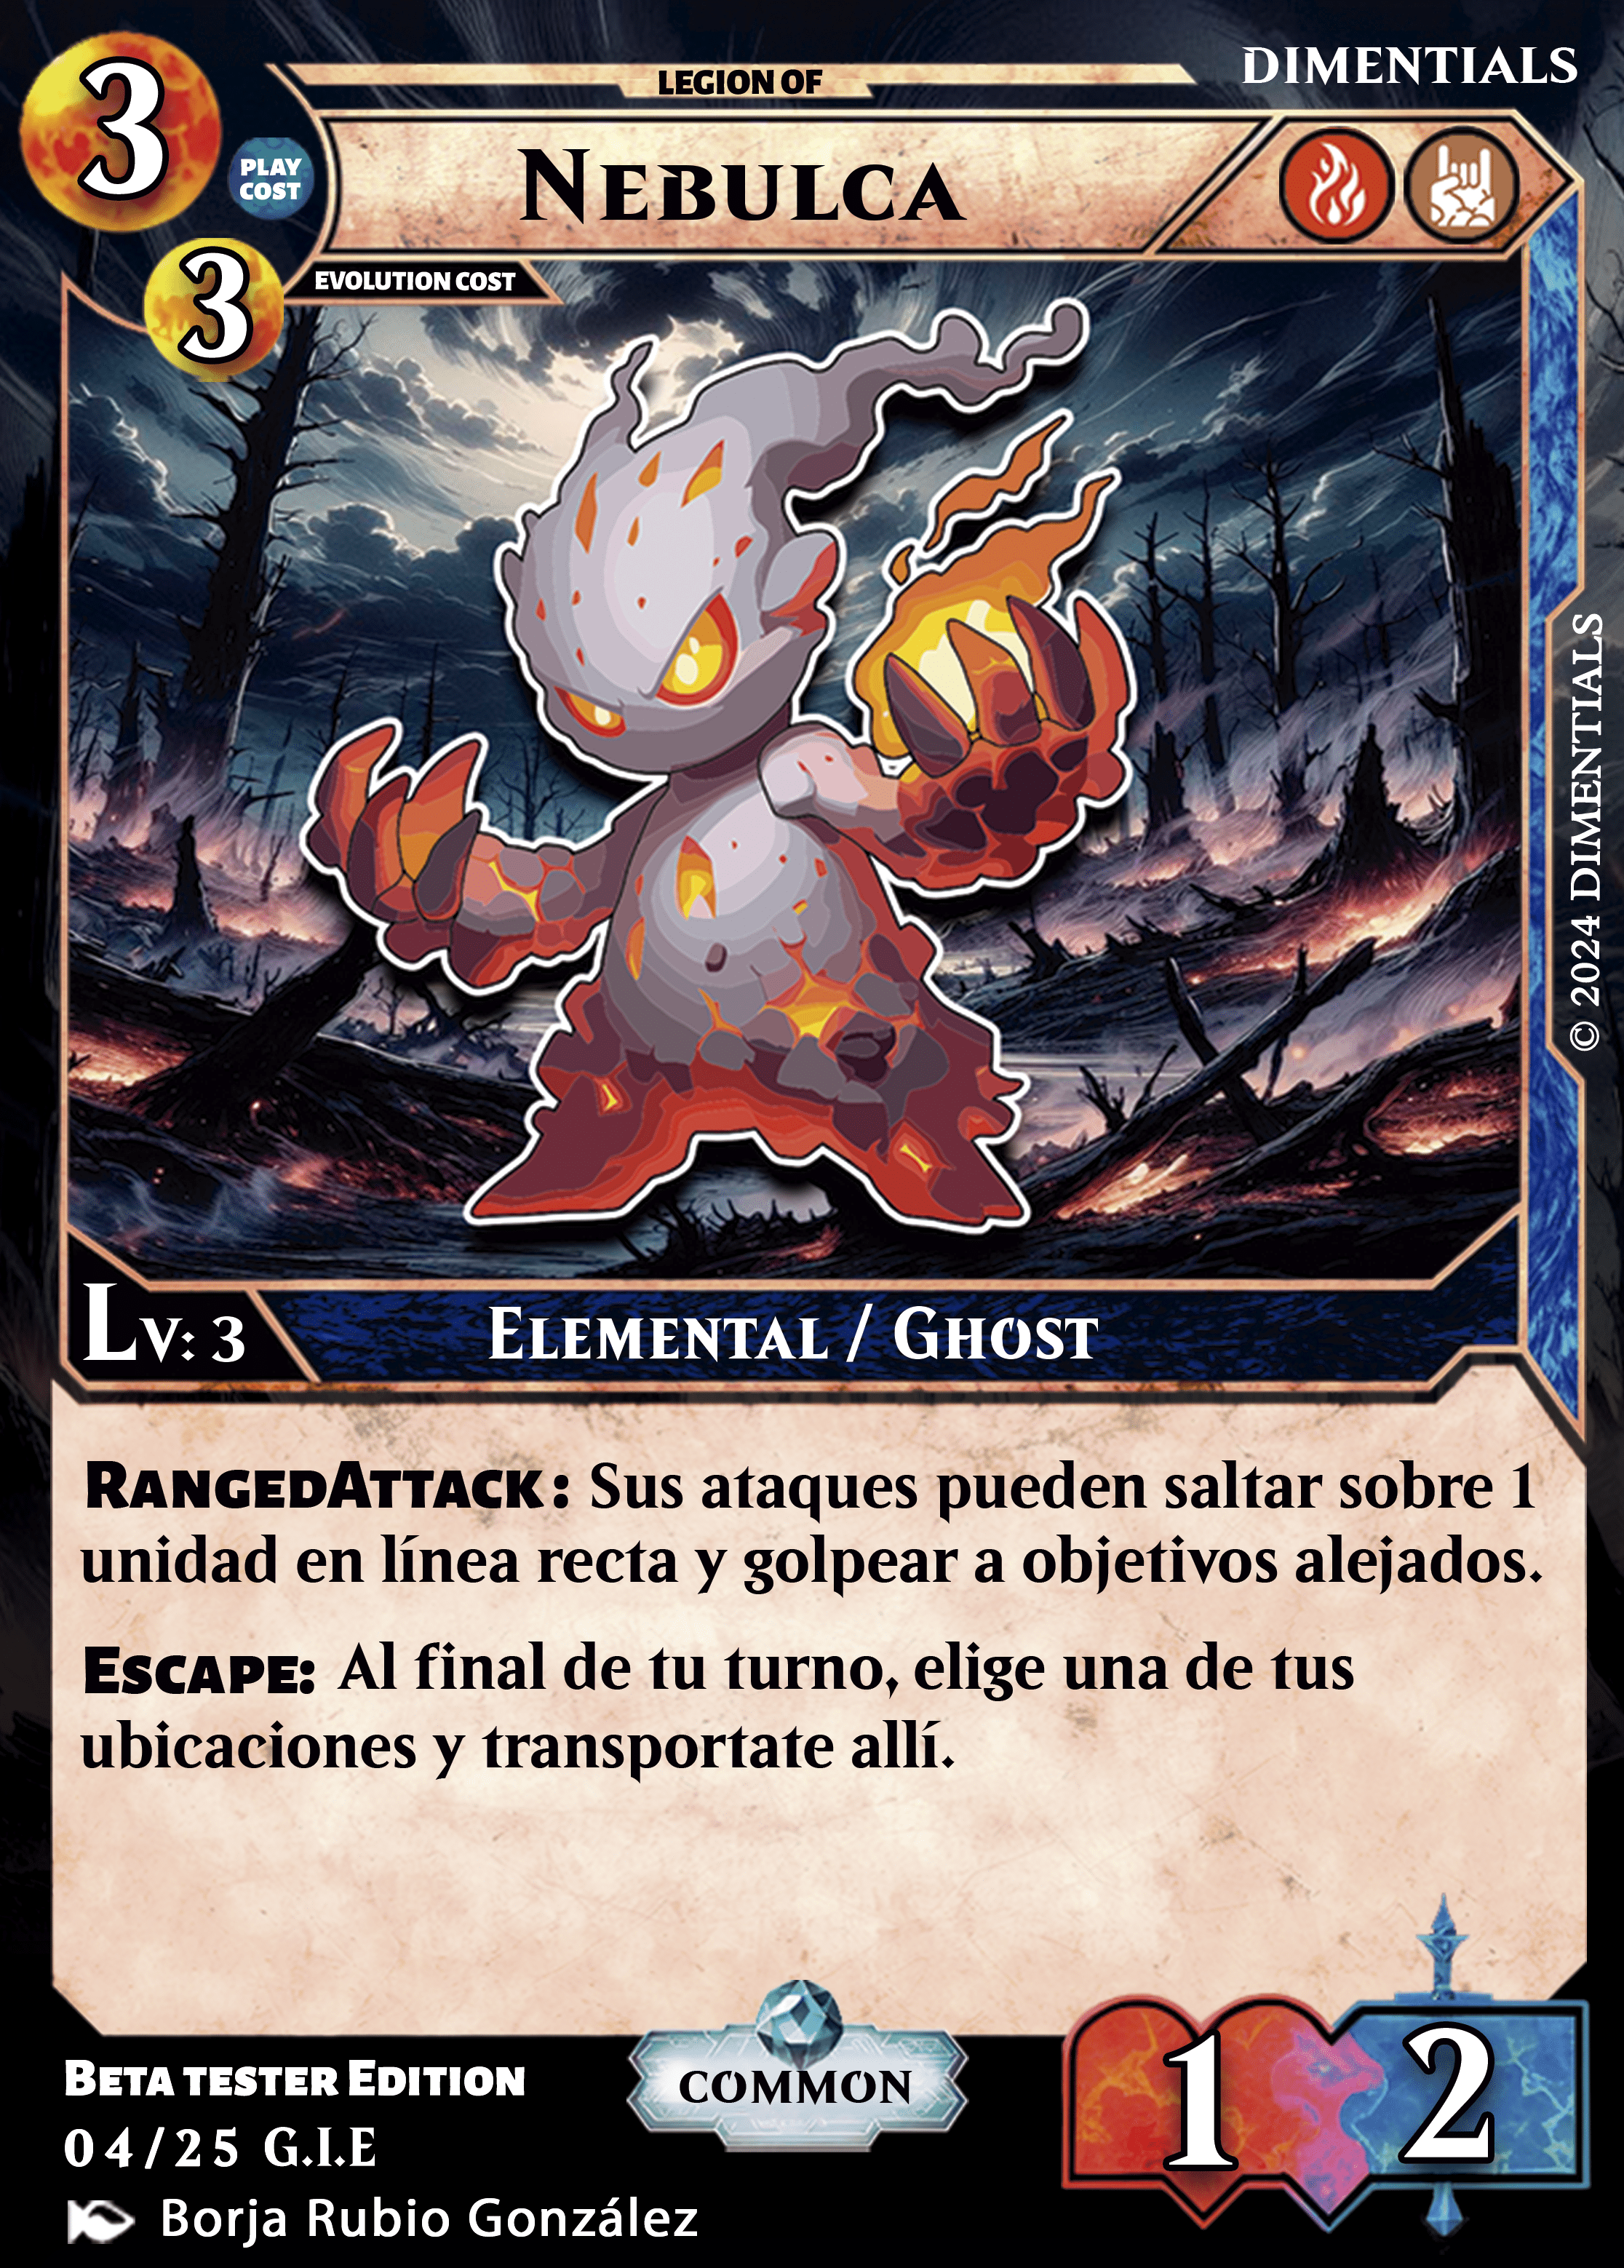 3
LEGION OF
DIMENTIALS
PLAY
COST
NEBULCA
3
EVOLUTION COST
© 2024 DIMENTIALS
LV: 3
ELEMENTAL / GHOST
RANGEDATTACK: Sus ataques pueden saltar sobre 1
unidad en línea recta y golpear a objetivos alejados.
ESCAPE: Al final de tu turno, elige una de tus
ubicaciones y transportate allí.
BETA TESTER EDITION
04/25 G.I.E
Borja Rubio González
COMMON
1
2